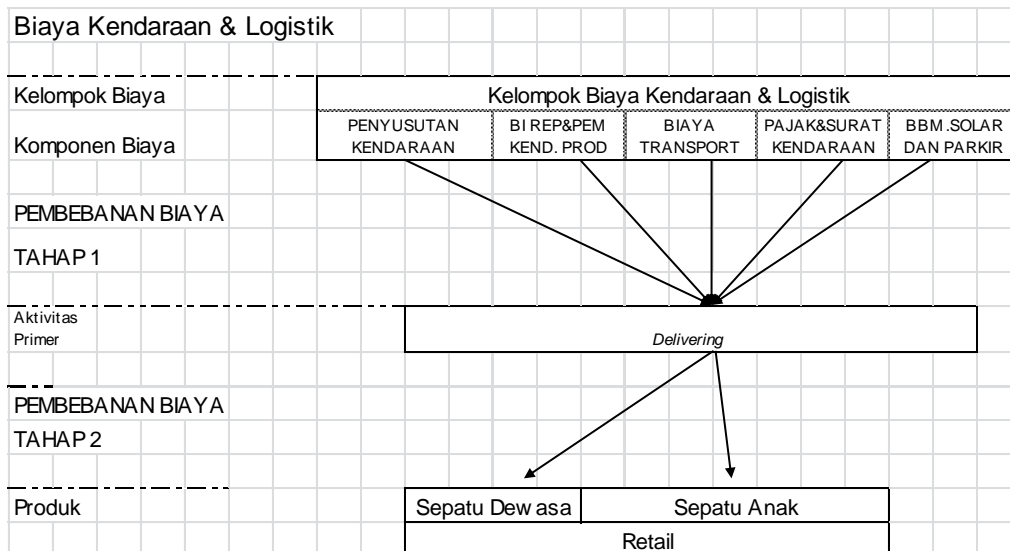 Biaya Kendaraan & Logistik
Kelompok Biaya
Kelompok Biaya Kendaraan & Logistik
Komponen Biaya
PENYUSUTAN KENDARAAN
BI REP&PEM KEND. PROD
BIAYA TRANSPORT
PAJAK&SURAT KENDARAAN
BBM.SOLAR DAN PARKIR
PEMBEBANAN BIAYA
TAHAP 1
Aktivitas
Primer
Delivering
PEMBEBANAN BIAYA
TAHAP 2
Produk
Sepatu Dewasa
Sepatu Anak
Retail